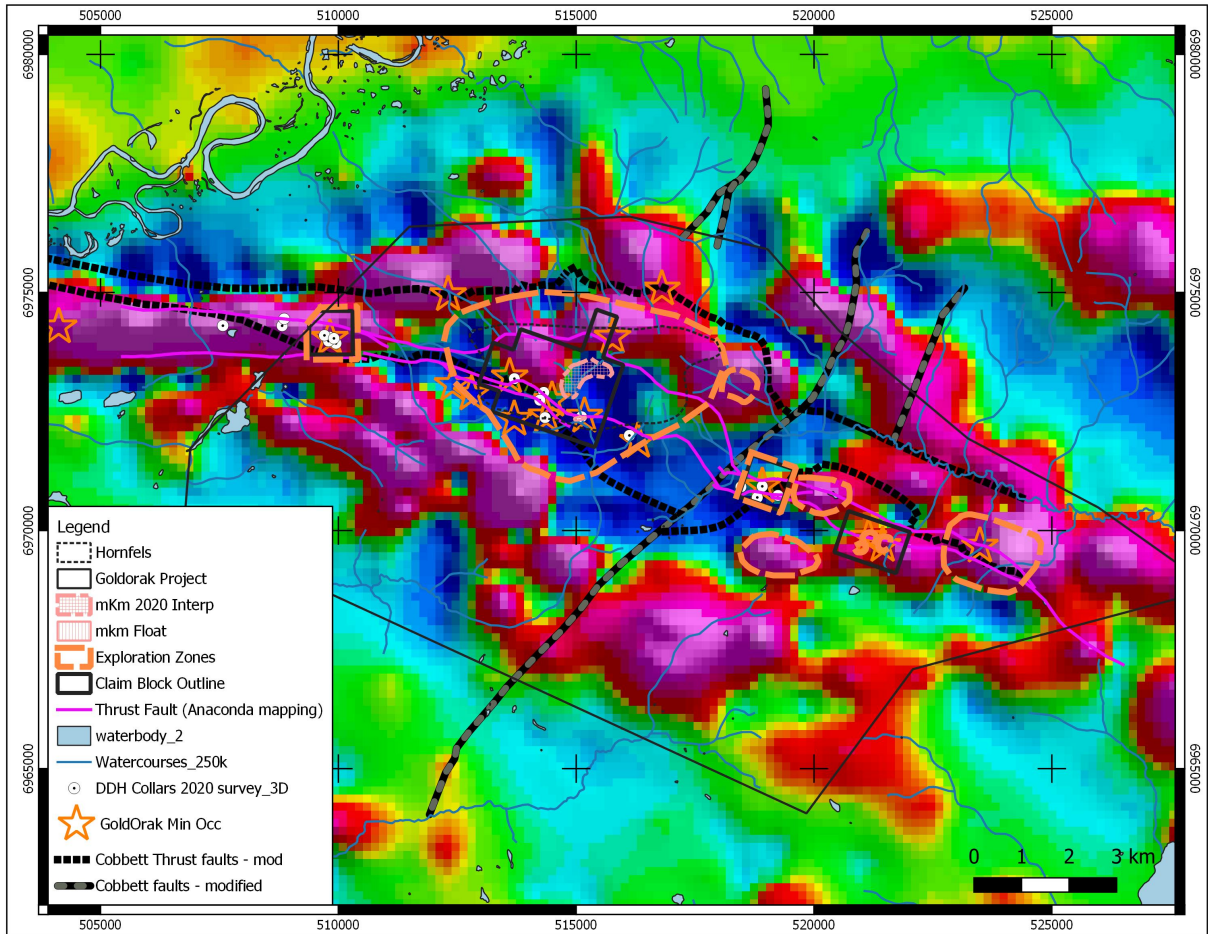 505000 510000 515000 520000 525000
6980000 6980000
6975000 6975000
6970000 6970000
6965000 6965000
Legend
Hornfels
Goldorak Project
mKm 2020 Interp
mkm Float
Exploration Zones
Claim Block Outline
Thrust Fault (Anaconda mapping)
waterbody_2
Watercourses_250k
DDH Collars 2020 survey_3D
GoldOrak Min Occ
Cobbett Thrust faults - mod
Cobbett faults - modified
0 1 2 3 km
505000 510000 515000 520000 525000